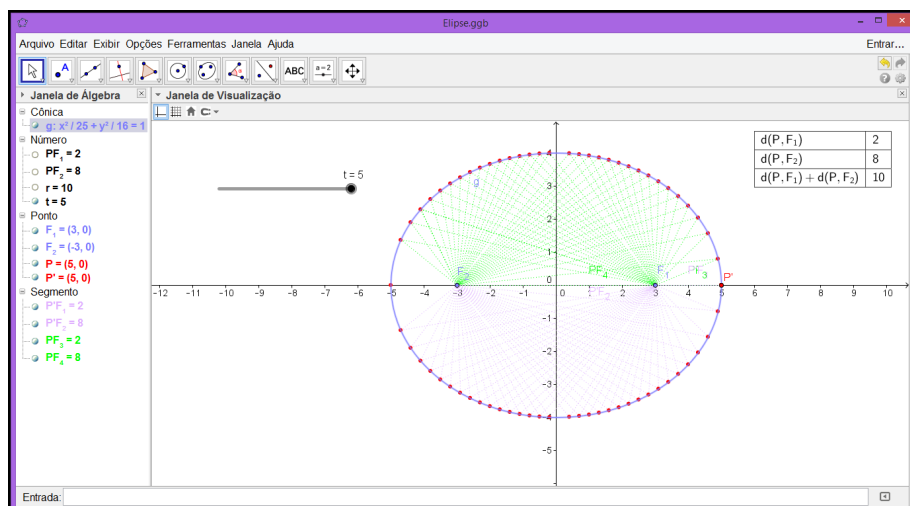 Elipse.ggb
Arquivo Editar Exibir Opções Ferramentas Janela Ajuda
Entrar...
A
ABC
a=2
Janela de Álgebra
Janela de Visualização
Cônica
g: x² / 25 + y² / 16 = 1
Número
PF₁ = 2
PF₂ = 8
r = 10
t = 5
Ponto
F₁ = (3, 0)
F₂ = (-3, 0)
P = (5, 0)
P' = (5, 0)
Segmento
P'F₁ = 2
P'F₂ = 8
PF₃ = 2
PF₄ = 8
t = 5
d(P, F₁) 2
d(P, F₂) 8
d(P, F₁) + d(P, F₂) 10
4
g
3
2
1
F₂
PF₄
F₁
PF₃
P'
0
-12 -11 -10 -9 -8 -7 -6 -5 -4 -3 -2 -1 0 1 2 3 4 5 6 7 8 9 10
-1
-2
-3
-4
-5
Entrada: